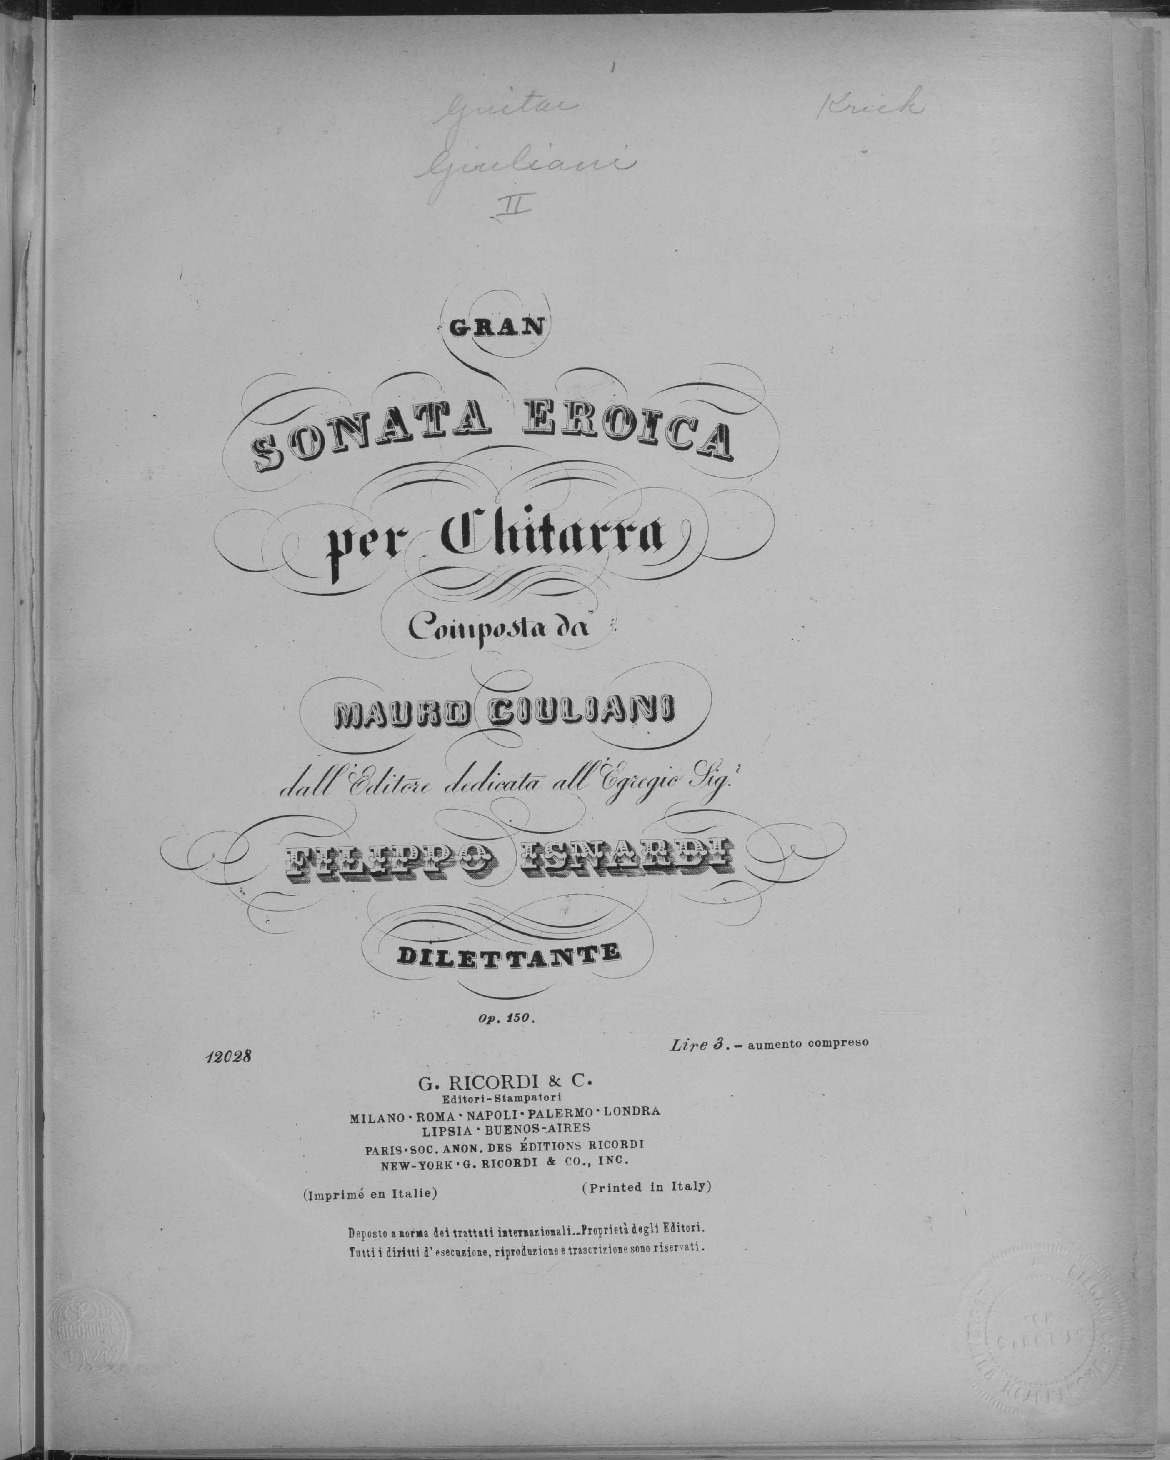 Guitar
Krick
Giuliani
II
GRAN
SONATA EROICA
per Chitarra
Composta da
MAURO GIULIANI
dall'Editore dedicata all'Egregio Sig.r
FILIPPO ISNARDI
DILETTANTE
Op. 150.
12028
Lire 3. - aumento compreso
G. RICORDI & C.
Editori-Stampatori
MILANO · ROMA · NAPOLI · PALERMO · LONDRA
LIPSIA · BUENOS-AIRES
PARIS · SOC. ANON. DES ÉDITIONS RICORDI
NEW-YORK · G. RICORDI & CO., INC.
(Imprimé en Italie)
(Printed in Italy)
Deposto a norma dei trattati internazionali. - Proprietà degli Editori.
Tutti i diritti d'esecuzione, riproduzione e trascrizione sono riservati.